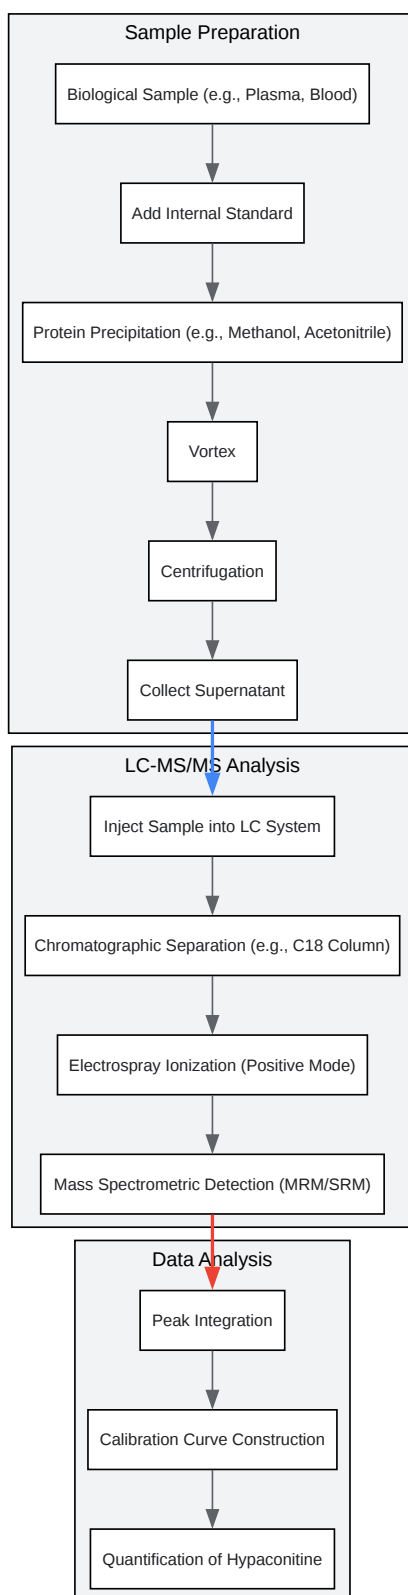 Sample Preparation
Biological Sample (e.g., Plasma, Blood)
Add Internal Standard
Protein Precipitation (e.g., Methanol, Acetonitrile)
Vortex
Centrifugation
Collect Supernatant
LC-MS/MS Analysis
Inject Sample into LC System
Chromatographic Separation (e.g., C18 Column)
Electrospray Ionization (Positive Mode)
Mass Spectrometric Detection (MRM/SRM)
Data Analysis
Peak Integration
Calibration Curve Construction
Quantification of Hypaconitine